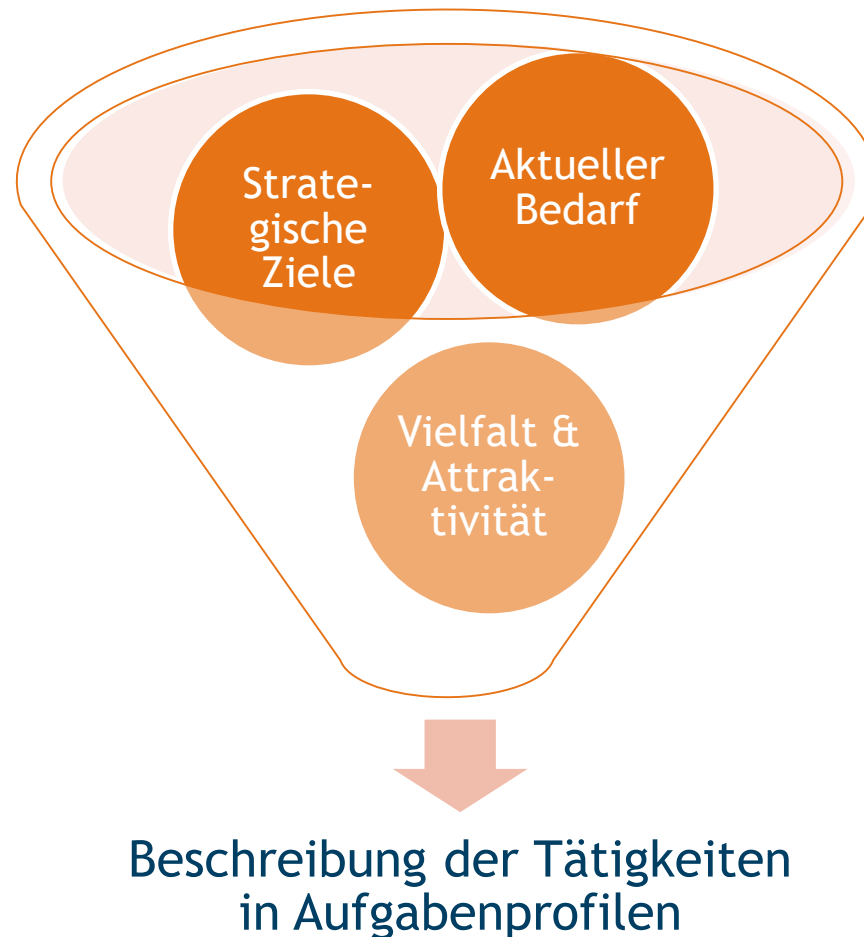 Strate-
gische
Ziele
Aktueller
Bedarf
Vielfalt &
Attrak-
tivität
Beschreibung der Tätigkeiten
in Aufgabenprofilen